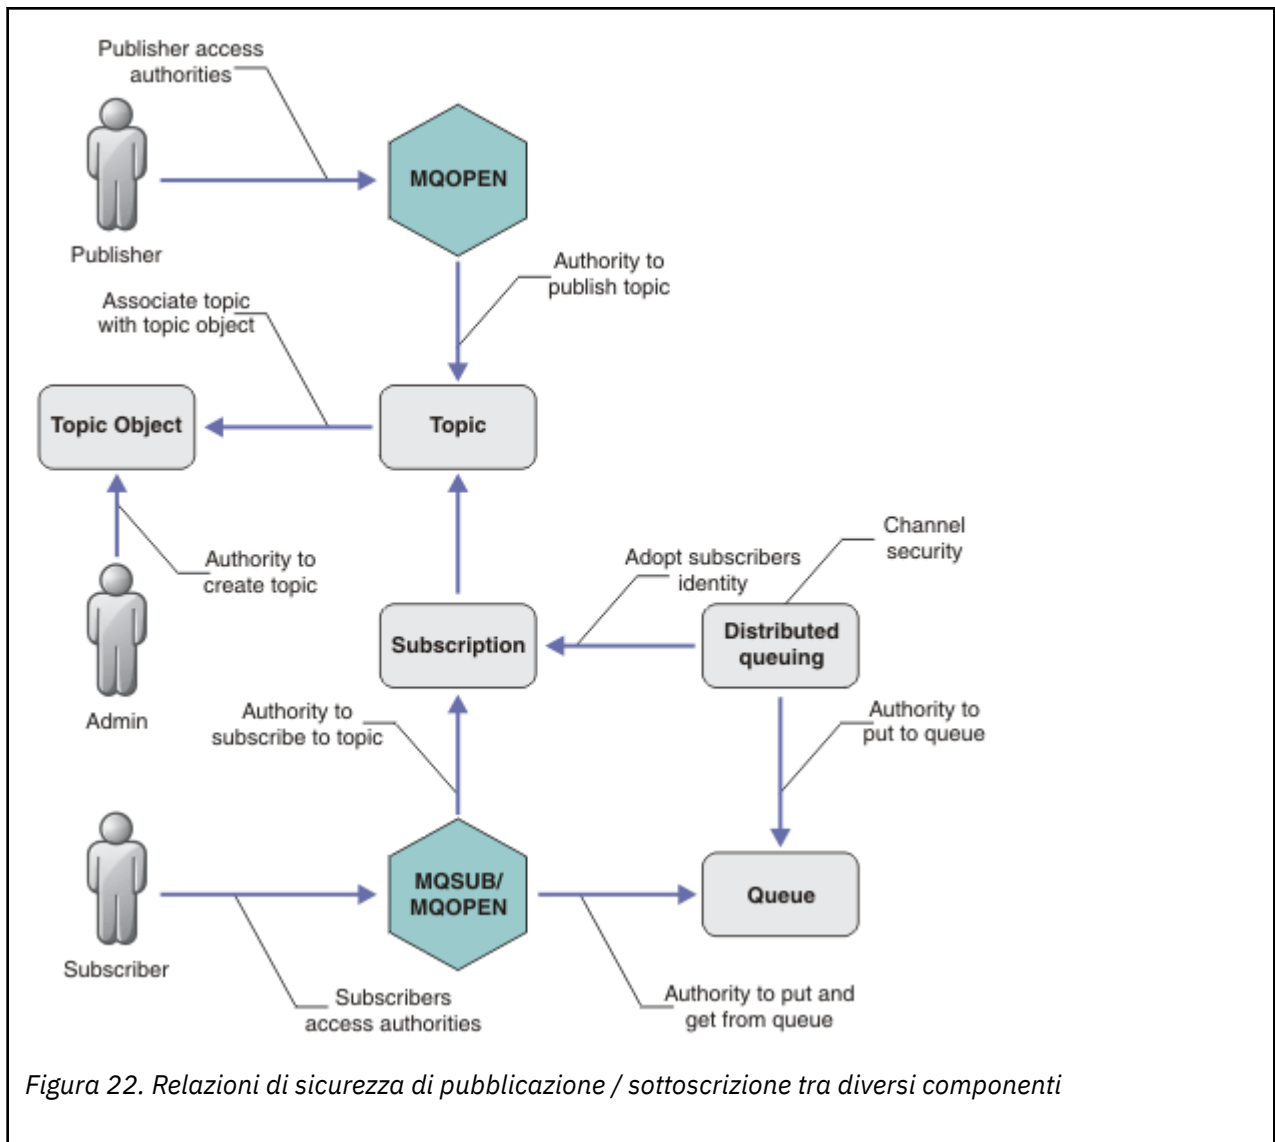 Publisher access
authorities
MQOPEN
Publisher
Authority to
publish topic
Associate topic
with topic object
Topic Object
Topic
Authority to
create topic
Admin
Channel
security
Adopt subscribers
identity
Subscription
Distributed
queuing
Authority to
subscribe to topic
Authority to
put to queue
MQSUB/
MQOPEN
Queue
Subscriber
Subscribers
access authorities
Authority to put and
get from queue
Figura 22. Relazioni di sicurezza di pubblicazione / sottoscrizione tra diversi componenti